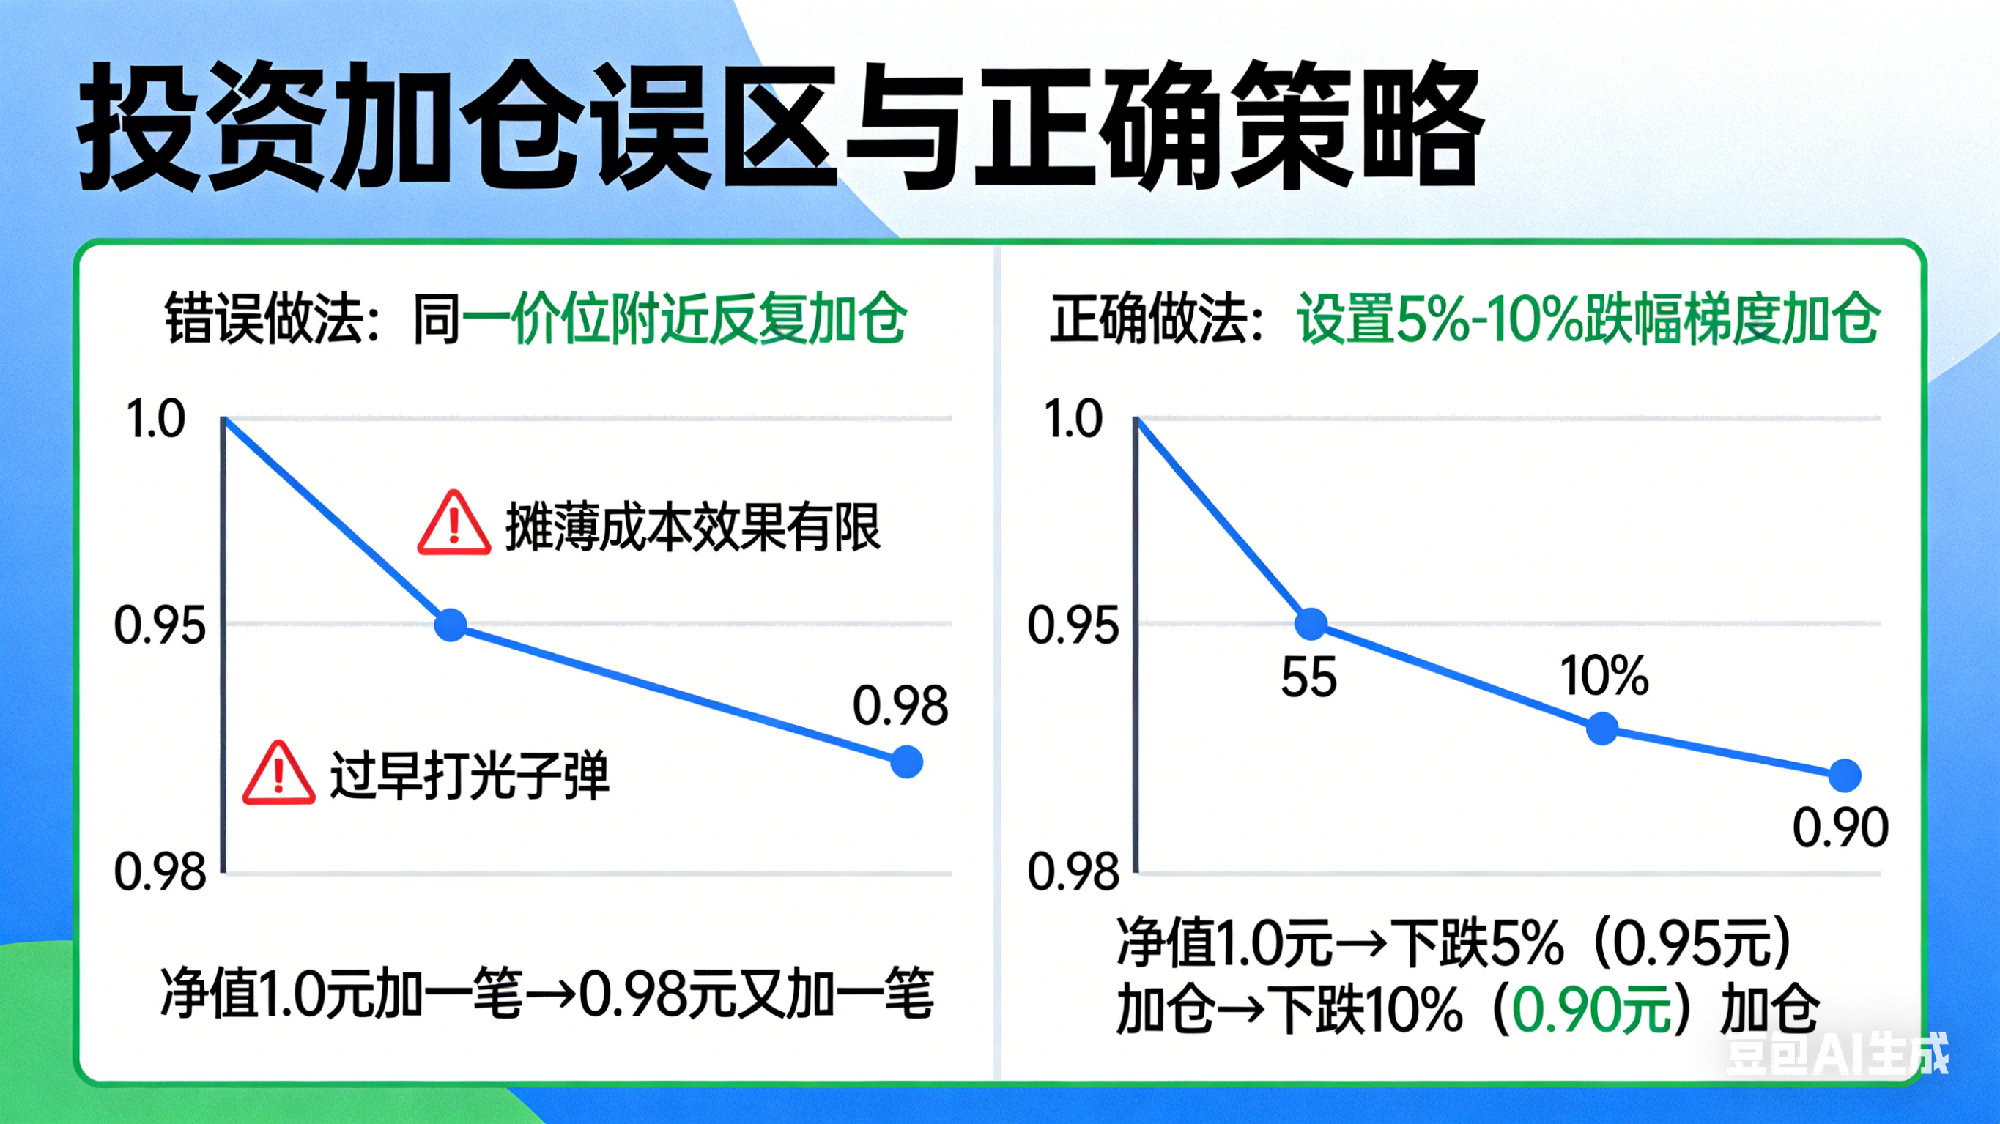 投资加仓误区与正确策略
错误做法：同一价位附近反复加仓
1.0
摊薄成本效果有限
0.95
0.98
过早打光子弹
0.98
净值1.0元加一笔→0.98元又加一笔
正确做法：设置5%-10%跌幅梯度加仓
1.0
0.95
55
10%
0.90
0.98
净值1.0元→下跌5%（0.95元）
加仓→下跌10%（0.90元）加仓
豆包AI生成